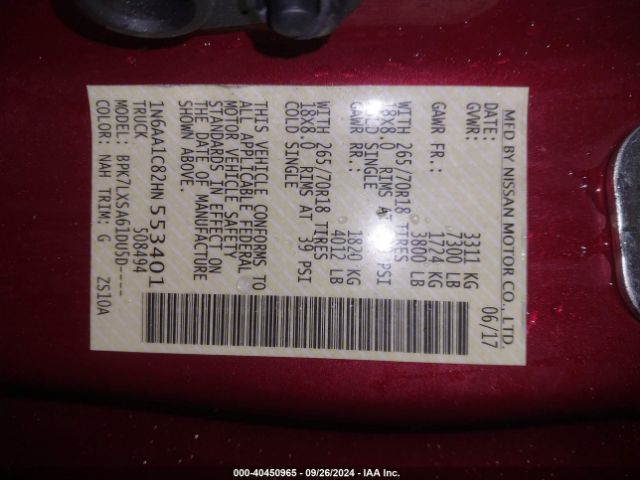 MFD BY NISSAN MOTOR CO., LTD.
DATE: 06/17
GVWR: 3311 KG
7300 LB
GAWR FR.: 1724 KG
3800 LB
WITH 265/70R18 TIRES
18X8.0 RIMS AT PSI
COLD SINGLE
GAWR RR.: 1820 KG
4012 LB
WITH 265/70R18 TIRES
18X8.0 RIMS AT 39 PSI
COLD SINGLE
THIS VEHICLE CONFORMS TO
ALL APPLICABLE FEDERAL
MOTOR VEHICLE SAFETY
STANDARDS IN EFFECT ON
THE DATE OF MANUFACTURE
SHOWN ABOVE.
1N6AA1C82HN553401
TRUCK 508494
MODEL: BPK7LXSA61DU5D----
COLOR: NAH TRIM: G ZS10A
000-40450965 - 09/26/2024 - IAA Inc.